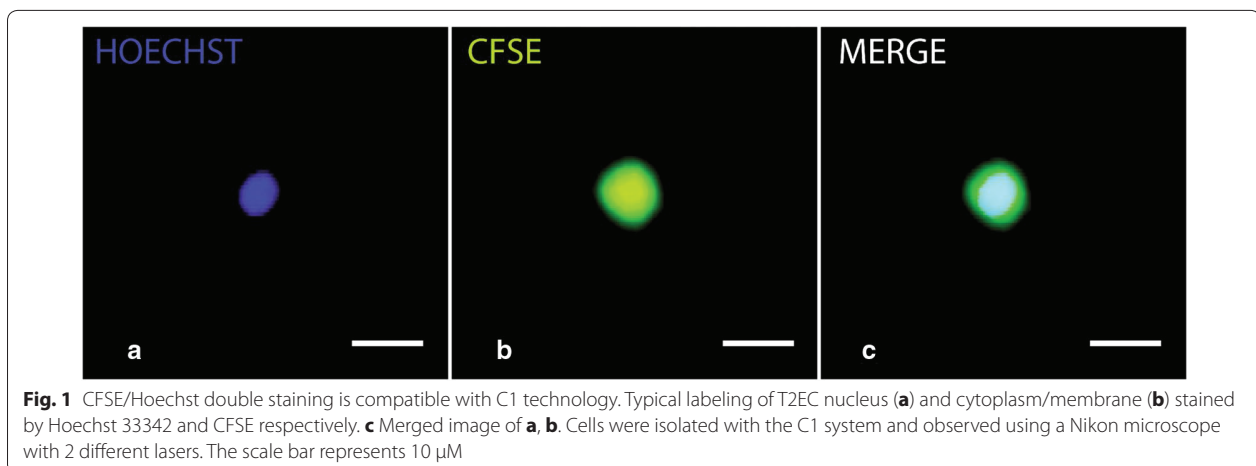 HOECHST
CFSE
MERGE
a
b
c
Fig. 1 CFSE/Hoechst double staining is compatible with C1 technology. Typical labeling of T2EC nucleus (a) and cytoplasm/membrane (b) stained
by Hoechst 33342 and CFSE respectively. c Merged image of a, b. Cells were isolated with the C1 system and observed using a Nikon microscope
with 2 different lasers. The scale bar represents 10 μM